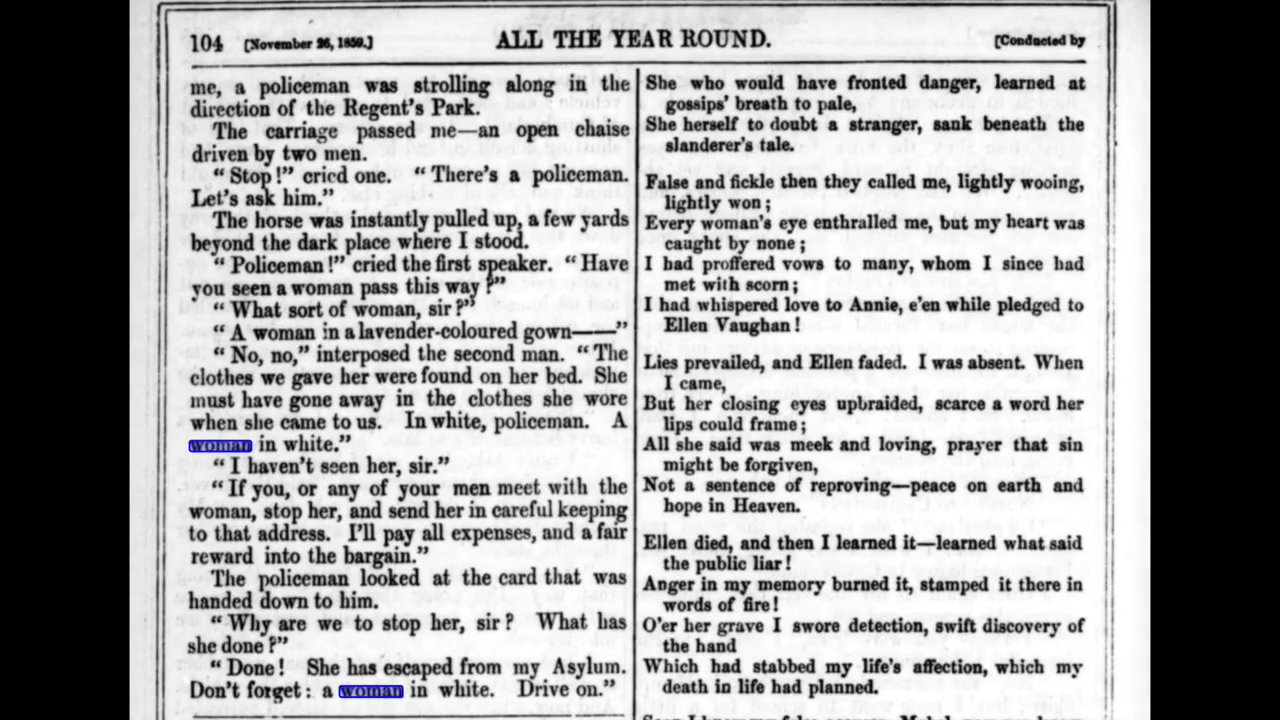 104 [November 26, 1859.] ALL THE YEAR ROUND. [Conducted by
me, a policeman was strolling along in the
direction of the Regent's Park.
The carriage passed me—an open chaise
driven by two men.
"Stop!" cried one. "There's a policeman.
Let's ask him."
The horse was instantly pulled up, a few yards
beyond the dark place where I stood.
"Policeman!" cried the first speaker. "Have
you seen a woman pass this way?"
"What sort of woman, sir?"
"A woman in a lavender-coloured gown——"
"No, no," interposed the second man. "The
clothes we gave her were found on her bed. She
must have gone away in the clothes she wore
when she came to us. In white, policeman. A
woman in white."
"I haven't seen her, sir."
"If you, or any of your men meet with the
woman, stop her, and send her in careful keeping
to that address. I'll pay all expenses, and a fair
reward into the bargain."
The policeman looked at the card that was
handed down to him.
"Why are we to stop her, sir? What has
she done?"
"Done! She has escaped from my Asylum.
Don't forget: a woman in white. Drive on."
She who would have fronted danger, learned at
gossips' breath to pale,
She herself to doubt a stranger, sank beneath the
slanderer's tale.
False and fickle then they called me, lightly wooing,
lightly won;
Every woman's eye enthralled me, but my heart was
caught by none;
I had proffered vows to many, whom I since had
met with scorn;
I had whispered love to Annie, e'en while pledged to
Ellen Vaughan!
Lies prevailed, and Ellen faded. I was absent. When
I came,
But her closing eyes upbraided, scarce a word her
lips could frame;
All she said was meek and loving, prayer that sin
might be forgiven,
Not a sentence of reproving—peace on earth and
hope in Heaven.
Ellen died, and then I learned it—learned what said
the public liar!
Anger in my memory burned it, stamped it there in
words of fire!
O'er her grave I swore detection, swift discovery of
the hand
Which had stabbed my life's affection, which my
death in life had planned.